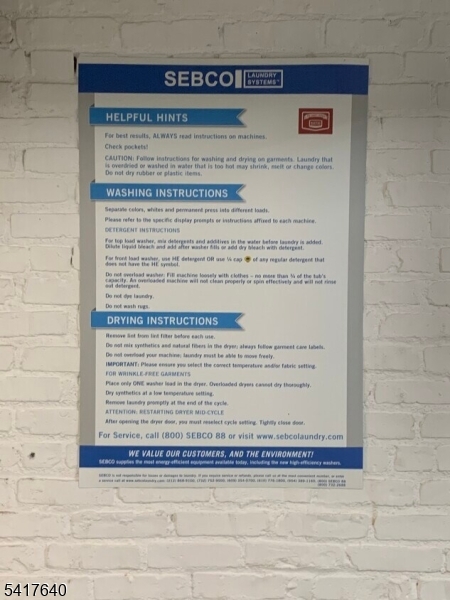 SEBCO LAUNDRY SYSTEMS
HELPFUL HINTS
For best results, ALWAYS read instructions on machines.
Check pockets!
CAUTION: Follow instructions for washing and drying on garments. Laundry that
is overdried or washed in water that is too hot may shrink, melt or change colors.
Do not dry rubber or plastic items.
WASHING INSTRUCTIONS
Separate colors, whites and permanent press into different loads.
Please refer to the specific display prompts or instructions affixed to each machine.
DETERGENT INSTRUCTIONS
For top load washer, mix detergents and additives in the water before laundry is added.
Dilute liquid bleach and add after washer fills or add dry bleach with detergent.
For front load washer, use HE detergent OR use ¼ cap of any regular detergent that
does not have the HE symbol.
Do not overload washer. Fill machine loosely with clothes – no more than ¾ of the tub's
capacity. An overloaded machine will not clean properly or spin effectively and will not rinse
out detergent.
Do not dye laundry.
Do not wash rugs.
DRYING INSTRUCTIONS
Remove lint from lint filter before each use.
Do not mix synthetics and natural fibers in the dryer; always follow garment care labels.
Do not overload your machine; laundry must be able to move freely.
IMPORTANT: Please ensure you select the correct temperature and/or fabric setting.
FOR WRINKLE-FREE GARMENTS
Place only ONE washer load in the dryer. Overloaded dryers cannot dry thoroughly.
Dry synthetics at a low temperature setting.
Remove laundry promptly at the end of the cycle.
ATTENTION: RESTARTING DRYER MID-CYCLE
After opening the dryer door, you must reselect cycle setting. Tightly close door.
For Service, call (800) SEBCO 88 or visit www.sebcolaundry.com
WE VALUE OUR CUSTOMERS, AND THE ENVIRONMENT!
SEBCO supplies the most energy-efficient equipment available today, including the new high-efficiency washers.
5417640